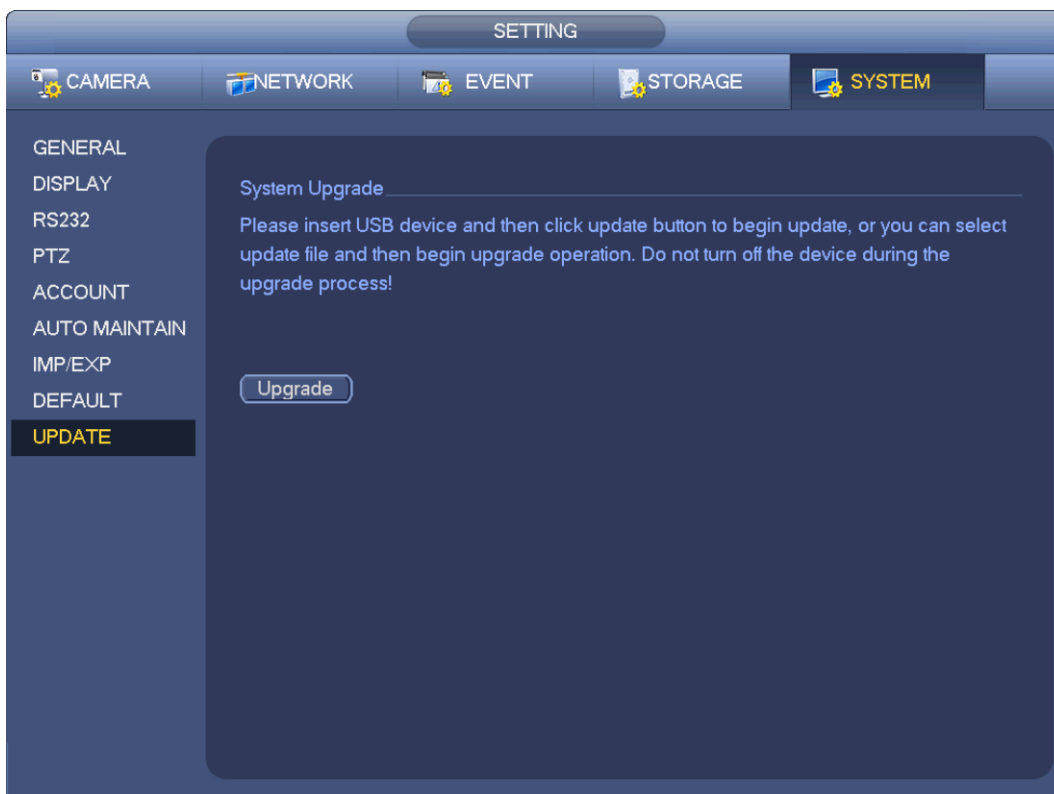 SETTING
CAMERA
NETWORK
EVENT
STORAGE
SYSTEM
GENERAL
DISPLAY
RS232
PTZ
ACCOUNT
AUTO MAINTAIN
IMP/EXP
DEFAULT
UPDATE
System Upgrade
Please insert USB device and then click update button to begin update, or you can select
update file and then begin upgrade operation. Do not turn off the device during the
upgrade process!
Upgrade